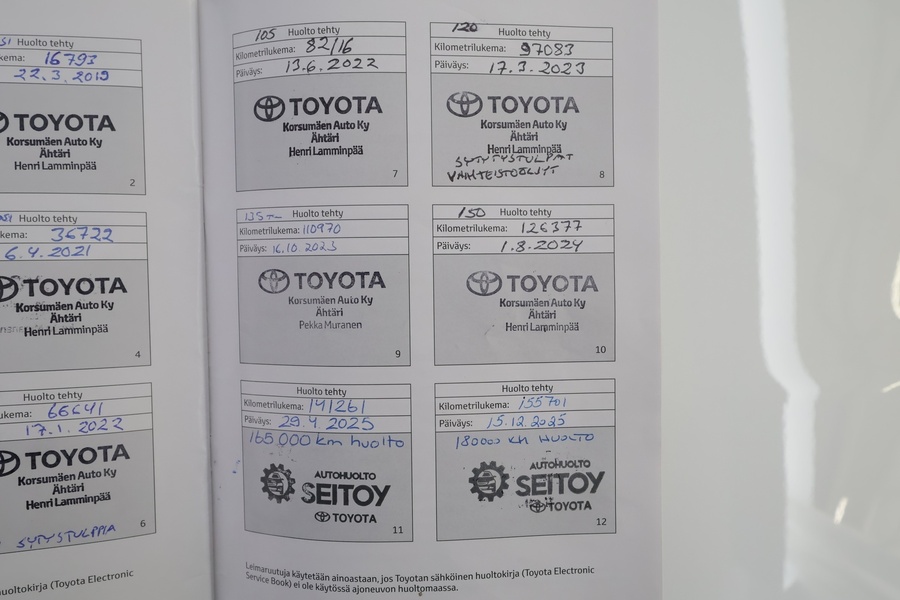 51 Huolto tehty
kema: 16793
22.3.2019
TOYOTA
Korsumäen Auto Ky
Ähtäri
Henri Lamminpää
2
Huolto tehty
kema: 36722
6.4.2021
TOYOTA
Korsumäen Auto Ky
Ähtäri
Henri Lamminpää
4
Huolto tehty
ukema: 66641
17.1.2022
TOYOTA
Korsumäen Auto Ky
Ähtäri
Henri Lamminpää
SYTYSTULPPIA
6
huoltokirja (Toyota Electronic
105 Huolto tehty
Kilometrilukema: 82/16
Päiväys: 13.6.2022
TOYOTA
Korsumäen Auto Ky
Ähtäri
Henri Lamminpää
7
120 Huolto tehty
Kilometrilukema: 97083
Päiväys: 17.3.2023
TOYOTA
Korsumäen Auto Ky
Ähtäri
Henri Lamminpää
SYTYTYSTULPAT
VAIHTEISTOÖLJYT
8
135 Huolto tehty
Kilometrilukema: 110970
Päiväys: 16.10.2023
TOYOTA
Korsumäen Auto Ky
Ähtäri
Pekka Muranen
9
150 Huolto tehty
Kilometrilukema: 126377
Päiväys: 1.8.2024
TOYOTA
Korsumäen Auto Ky
Ähtäri
Henri Lamminpää
10
Huolto tehty
Kilometrilukema: 141261
Päiväys: 29.4 2025
165 000 km huolto
AUTOHUOLTO
SEITOY
TOYOTA
11
Huolto tehty
Kilometrilukema: 155701
Päiväys: 15.12.2025
180000 km HUOLTO
AUTOHUOLTO
SEITOY
TOYOTA
12
Leimaruutuja käytetään ainoastaan, jos Toyotan sähköinen huoltokirja (Toyota Electronic
Service Book) ei ole käytössä ajoneuvon huoltomaassa.